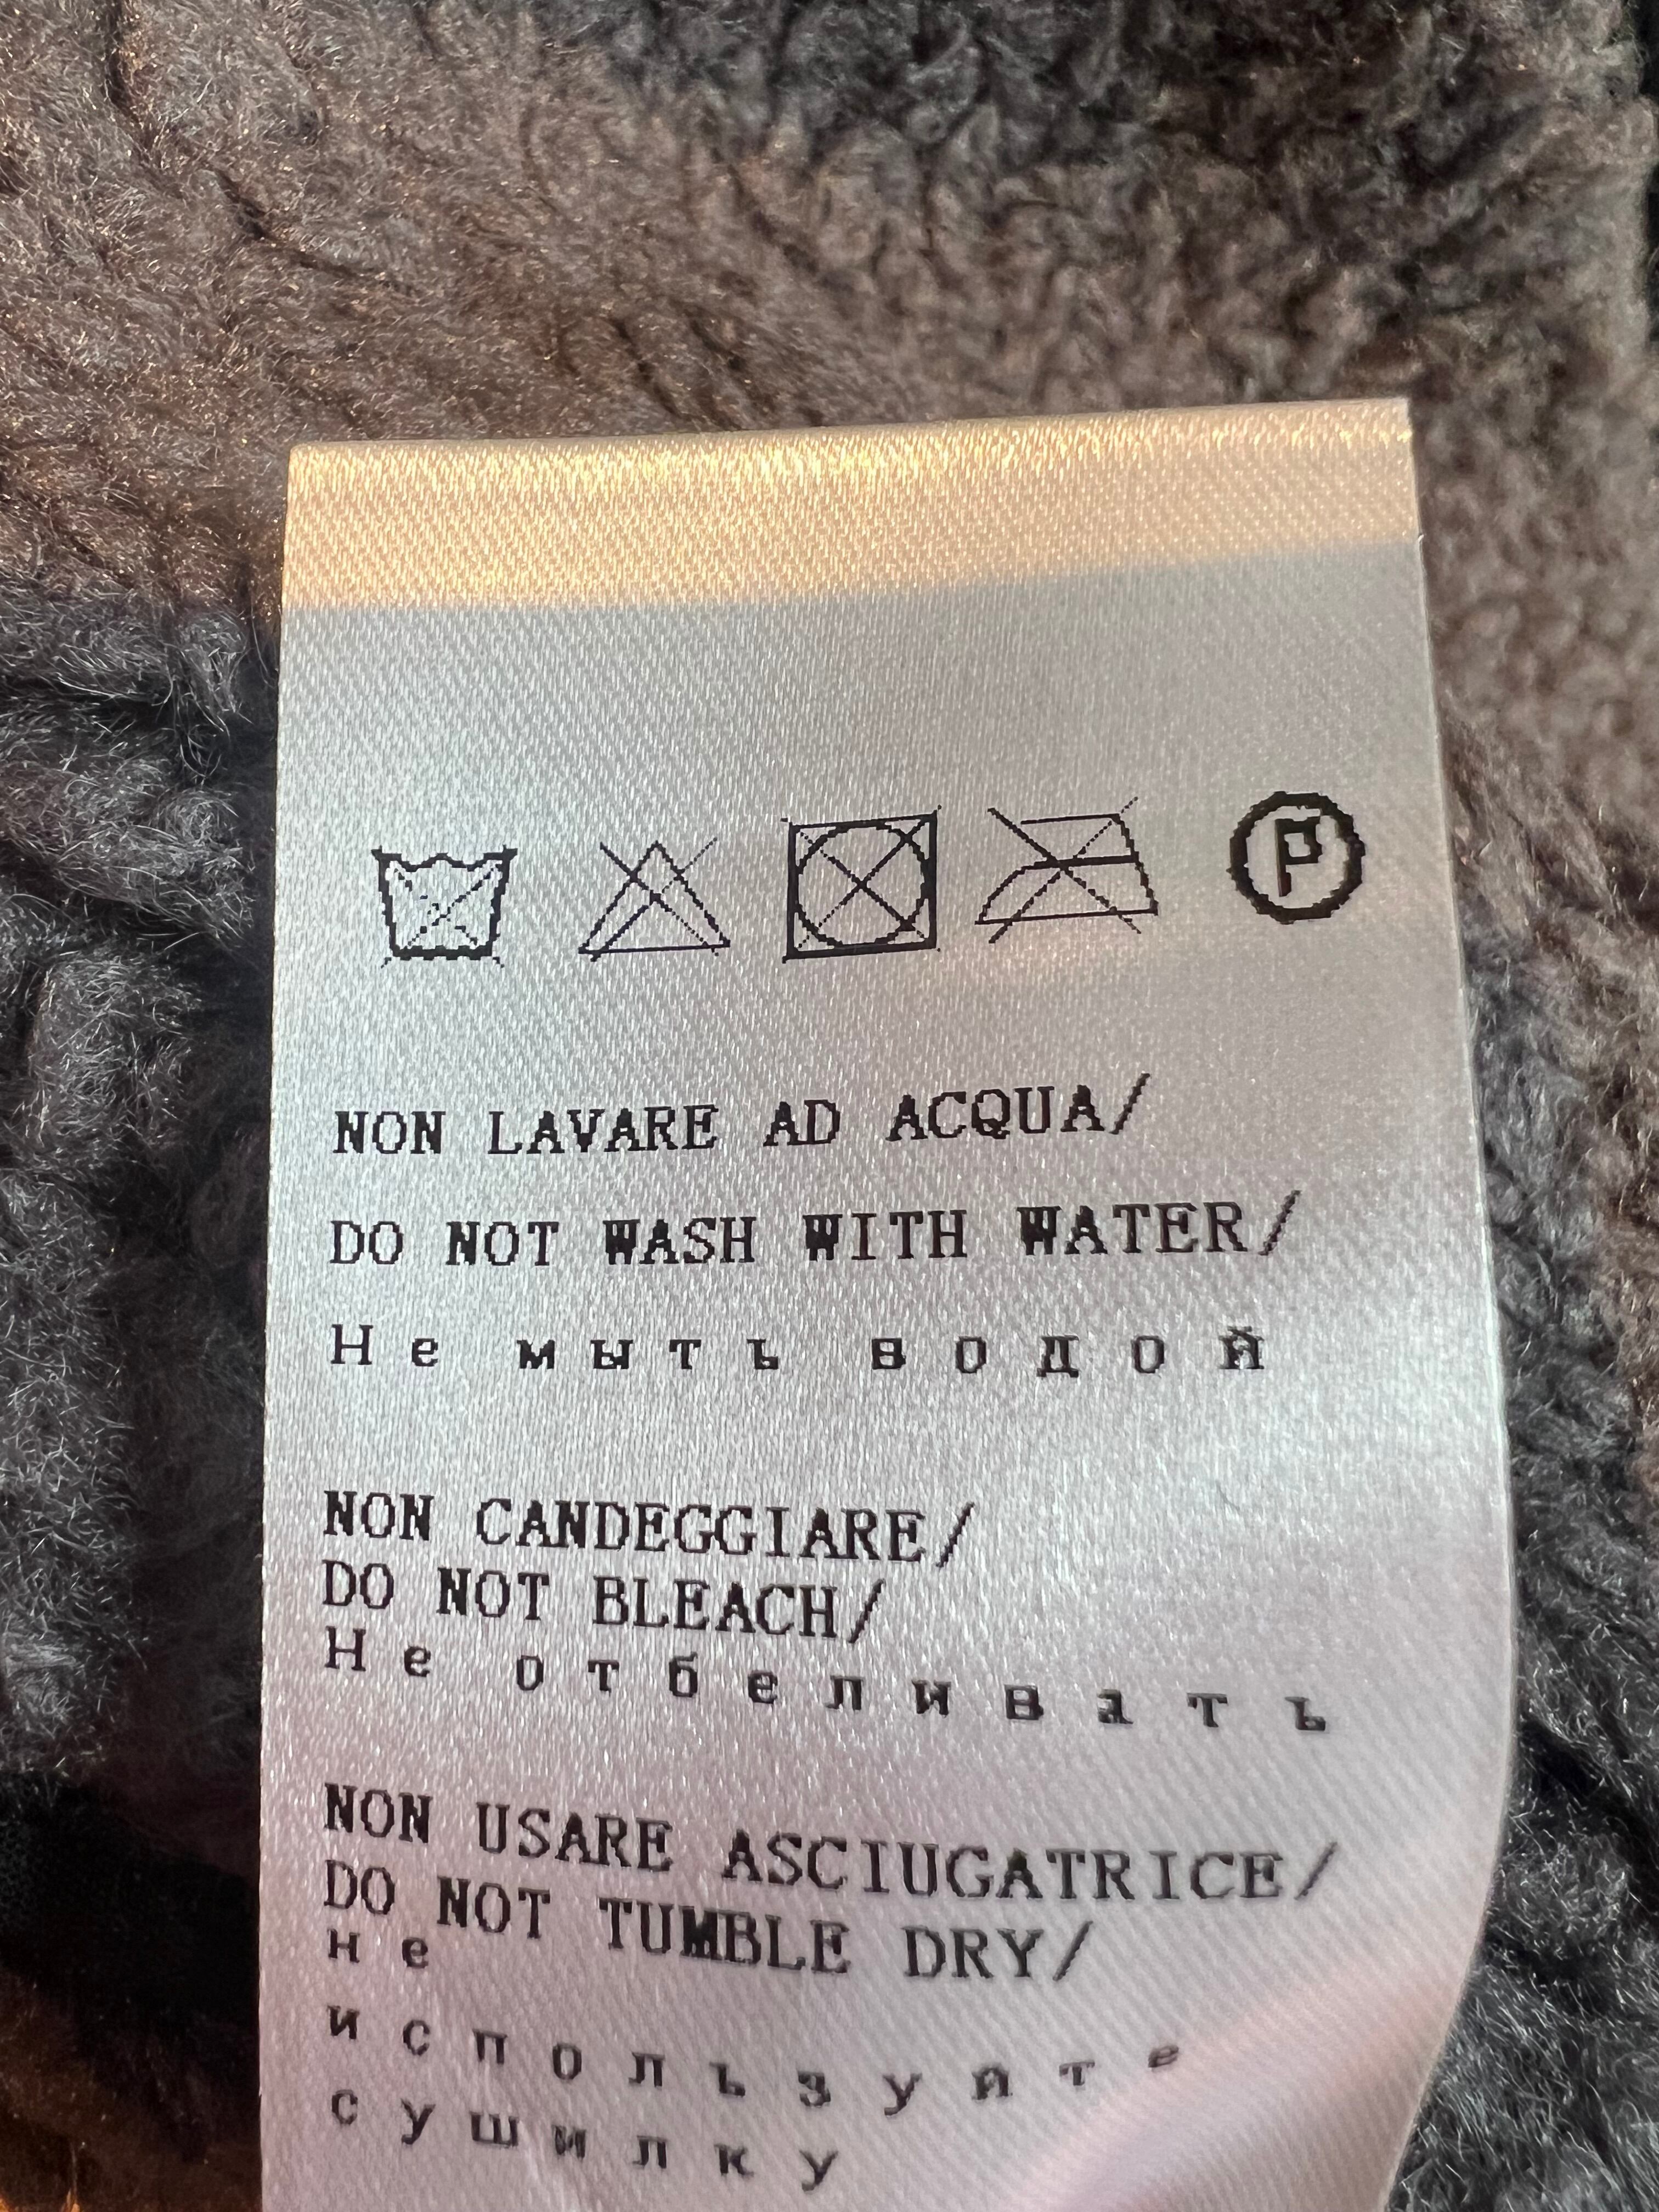 P
NON LAVARE AD ACQUA/
DO NOT WASH WITH WATER/
Не мыть водой
NON CANDEGGIARE/
DO NOT BLEACH/
Не отбеливать
NON USARE ASCIUGATRICE/
DO NOT TUMBLE DRY/
не
используйте
сушилку